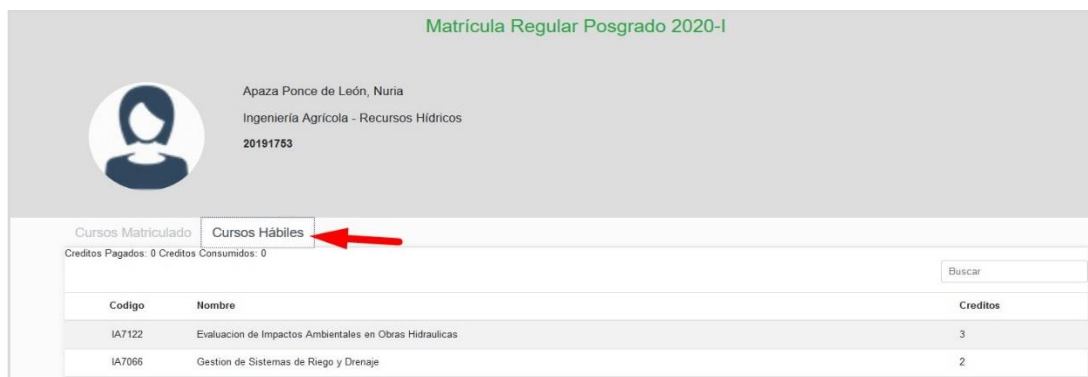 Matrícula Regular Posgrado 2020-I
Apaza Ponce de León, Nuria
Ingeniería Agrícola - Recursos Hídricos
20191753
Cursos Matriculado Cursos Hábiles
Creditos Pagados: 0 Creditos Consumidos: 0
Buscar
Codigo Nombre Creditos
IA7122 Evaluacion de Impactos Ambientales en Obras Hidraulicas 3
IA7066 Gestion de Sistemas de Riego y Drenaje 2